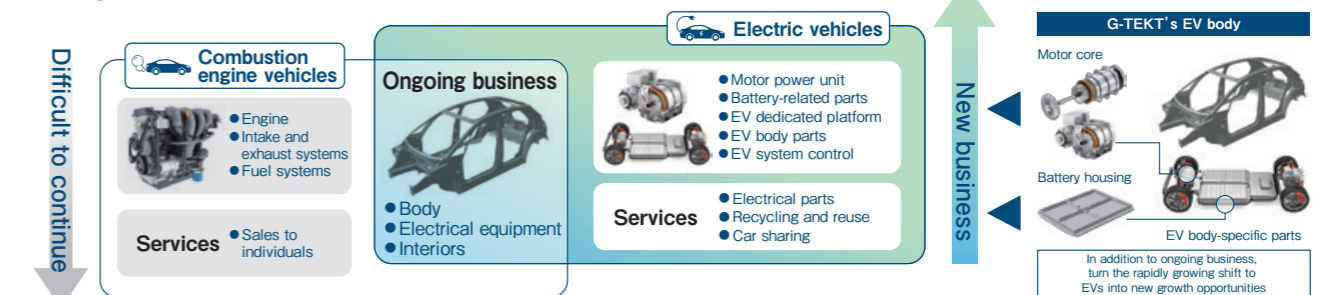 Difficult to continue
Combustion
engine vehicles
Engine
Intake and
exhaust systems
Fuel systems
Services
Sales to
individuals
Ongoing business
Body
Electrical equipment
Interiors
Electric vehicles
Motor power unit
Battery-related parts
EV dedicated platform
EV body parts
EV system control
Services
Electrical parts
Recycling and reuse
Car sharing
New business
G-TEKT's EV body
Motor core
Battery housing
EV body-specific parts
In addition to ongoing business,
turn the rapidly growing shift to
EVs into new growth opportunities